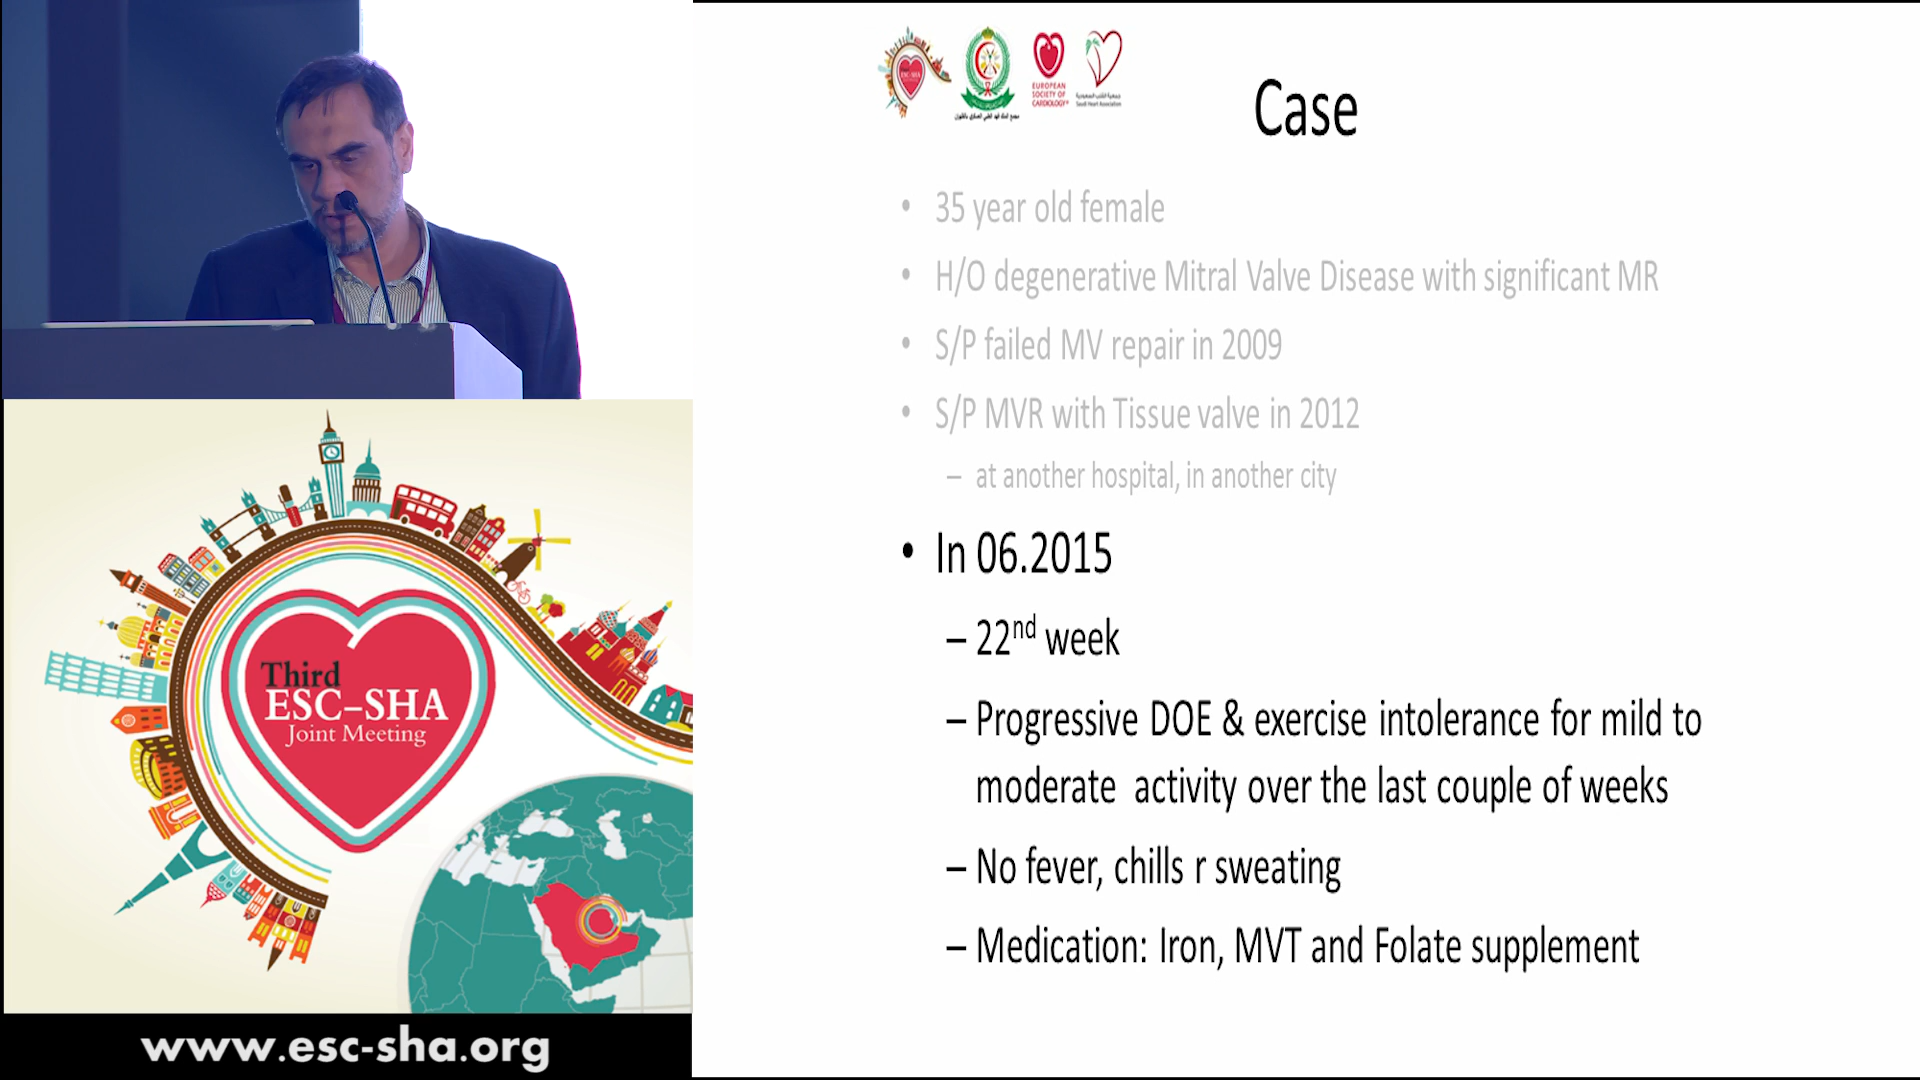 EUROPEAN
SOCIETY OF
CARDIOLOGY®
Saudi Heart Association
Case
• 35 year old female
• H/O degenerative Mitral Valve Disease with significant MR
• S/P failed MV repair in 2009
• S/P MVR with Tissue valve in 2012
– at another hospital, in another city
• In 06.2015
– 22nd week
– Progressive DOE & exercise intolerance for mild to
moderate activity over the last couple of weeks
– No fever, chills r sweating
– Medication: Iron, MVT and Folate supplement
Third
ESC–SHA
Joint Meeting
www.esc-sha.org